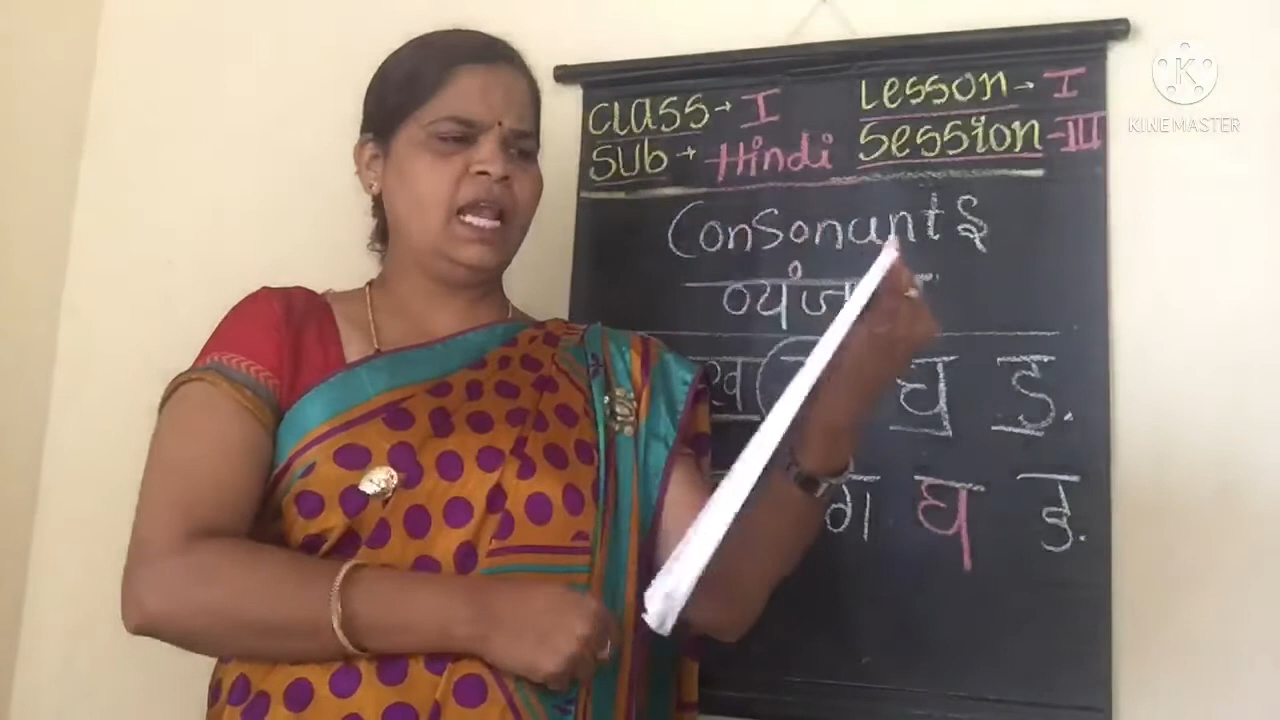 Class → I Lesson → I
Sub → Hindi Session - III
Consonants
ख घ ङ
ग घ ङ
KINEMASTER